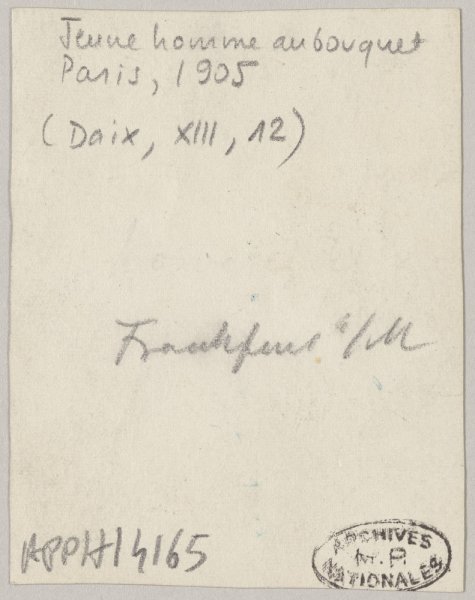 Jeune homme au bouquet
Paris, 1905
(Daix, XIII, 12)
Frankfurt a/M
APPH14165
ARCHIVES
M.P.
NATIONALES